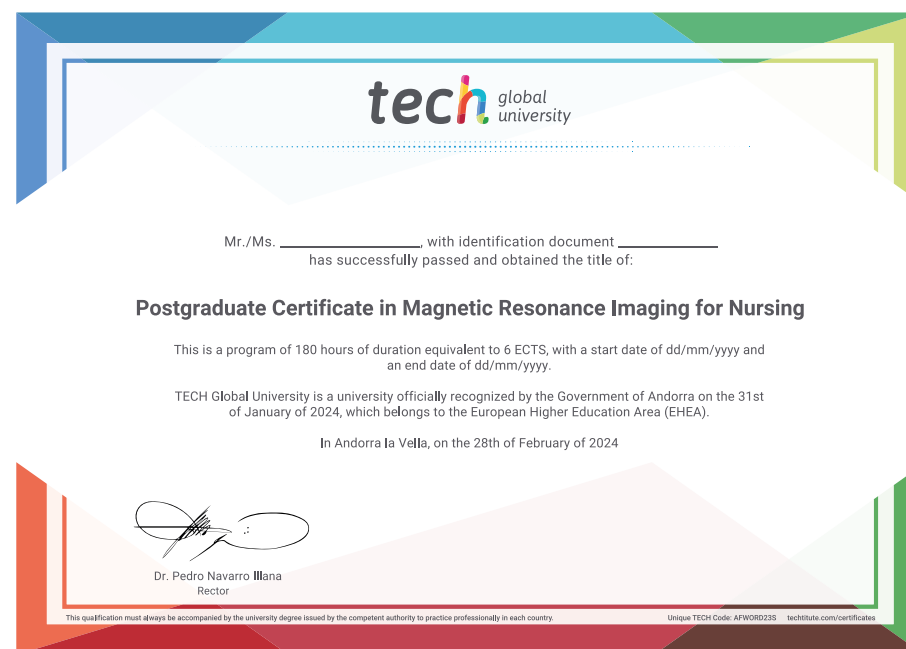 tech global
university
Mr./Ms. ____________________, with identification document ______________
has successfully passed and obtained the title of:
Postgraduate Certificate in Magnetic Resonance Imaging for Nursing
This is a program of 180 hours of duration equivalent to 6 ECTS, with a start date of dd/mm/yyyy and
an end date of dd/mm/yyyy.
TECH Global University is a university officially recognized by the Government of Andorra on the 31st
of January of 2024, which belongs to the European Higher Education Area (EHEA).
In Andorra la Vella, on the 28th of February of 2024
Dr. Pedro Navarro Illana
Rector
This qualification must always be accompanied by the university degree issued by the competent authority to practice professionally in each country.
Unique TECH Code: AFWORD23S techtitute.com/certificates